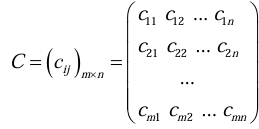 C = (c_{ij})_{m×n} = ( c_{11} c_{12} ... c_{1n}
c_{21} c_{22} ... c_{2n}
...
c_{m1} c_{m2} ... c_{mn} )